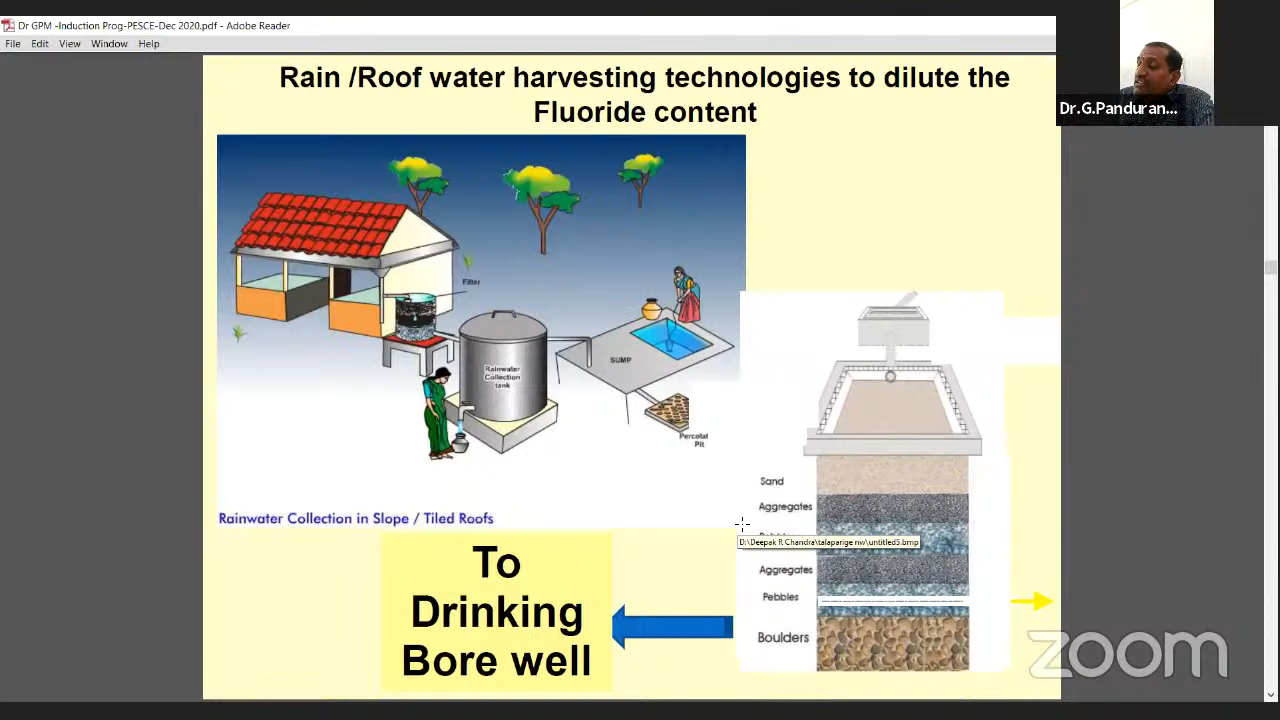 Dr GPM -Induction Prog-PESCE-Dec 2020.pdf - Adobe Reader
File Edit View Window Help
Dr.G.Panduran...
Rain /Roof water harvesting technologies to dilute the
Fluoride content
Filter
Rainwater
Collection
tank
SUMP
Percolat
Pit
Rainwater Collection in Slope / Tiled Roofs
Sand
Aggregates
D:\Deepak R Chandra\talaparige nw\untitled5.bmp
Aggregates
Pebbles
Boulders
To
Drinking
Bore well
zoom